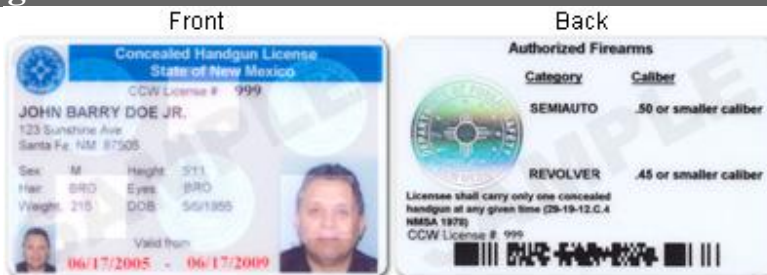 Front
Concealed Handgun License
State of New Mexico
CCW License # 999
JOHN BARRY DOE JR.
123 Sunshine Ave
Santa Fe, NM 87505
Sex: M Height: 511
Hair: BRO Eyes: BRO
Weight: 215 DOB: 5/5/1955
Valid from
06/17/2005 - 06/17/2009
Back
Authorized Firearms
Category Caliber
SEMIAUTO .50 or smaller caliber
REVOLVER .45 or smaller caliber
Licensee shall carry only one concealed
handgun at any given time (29-19-12.C.4
NMSA 1978)
CCW License # 999
SAMPLE